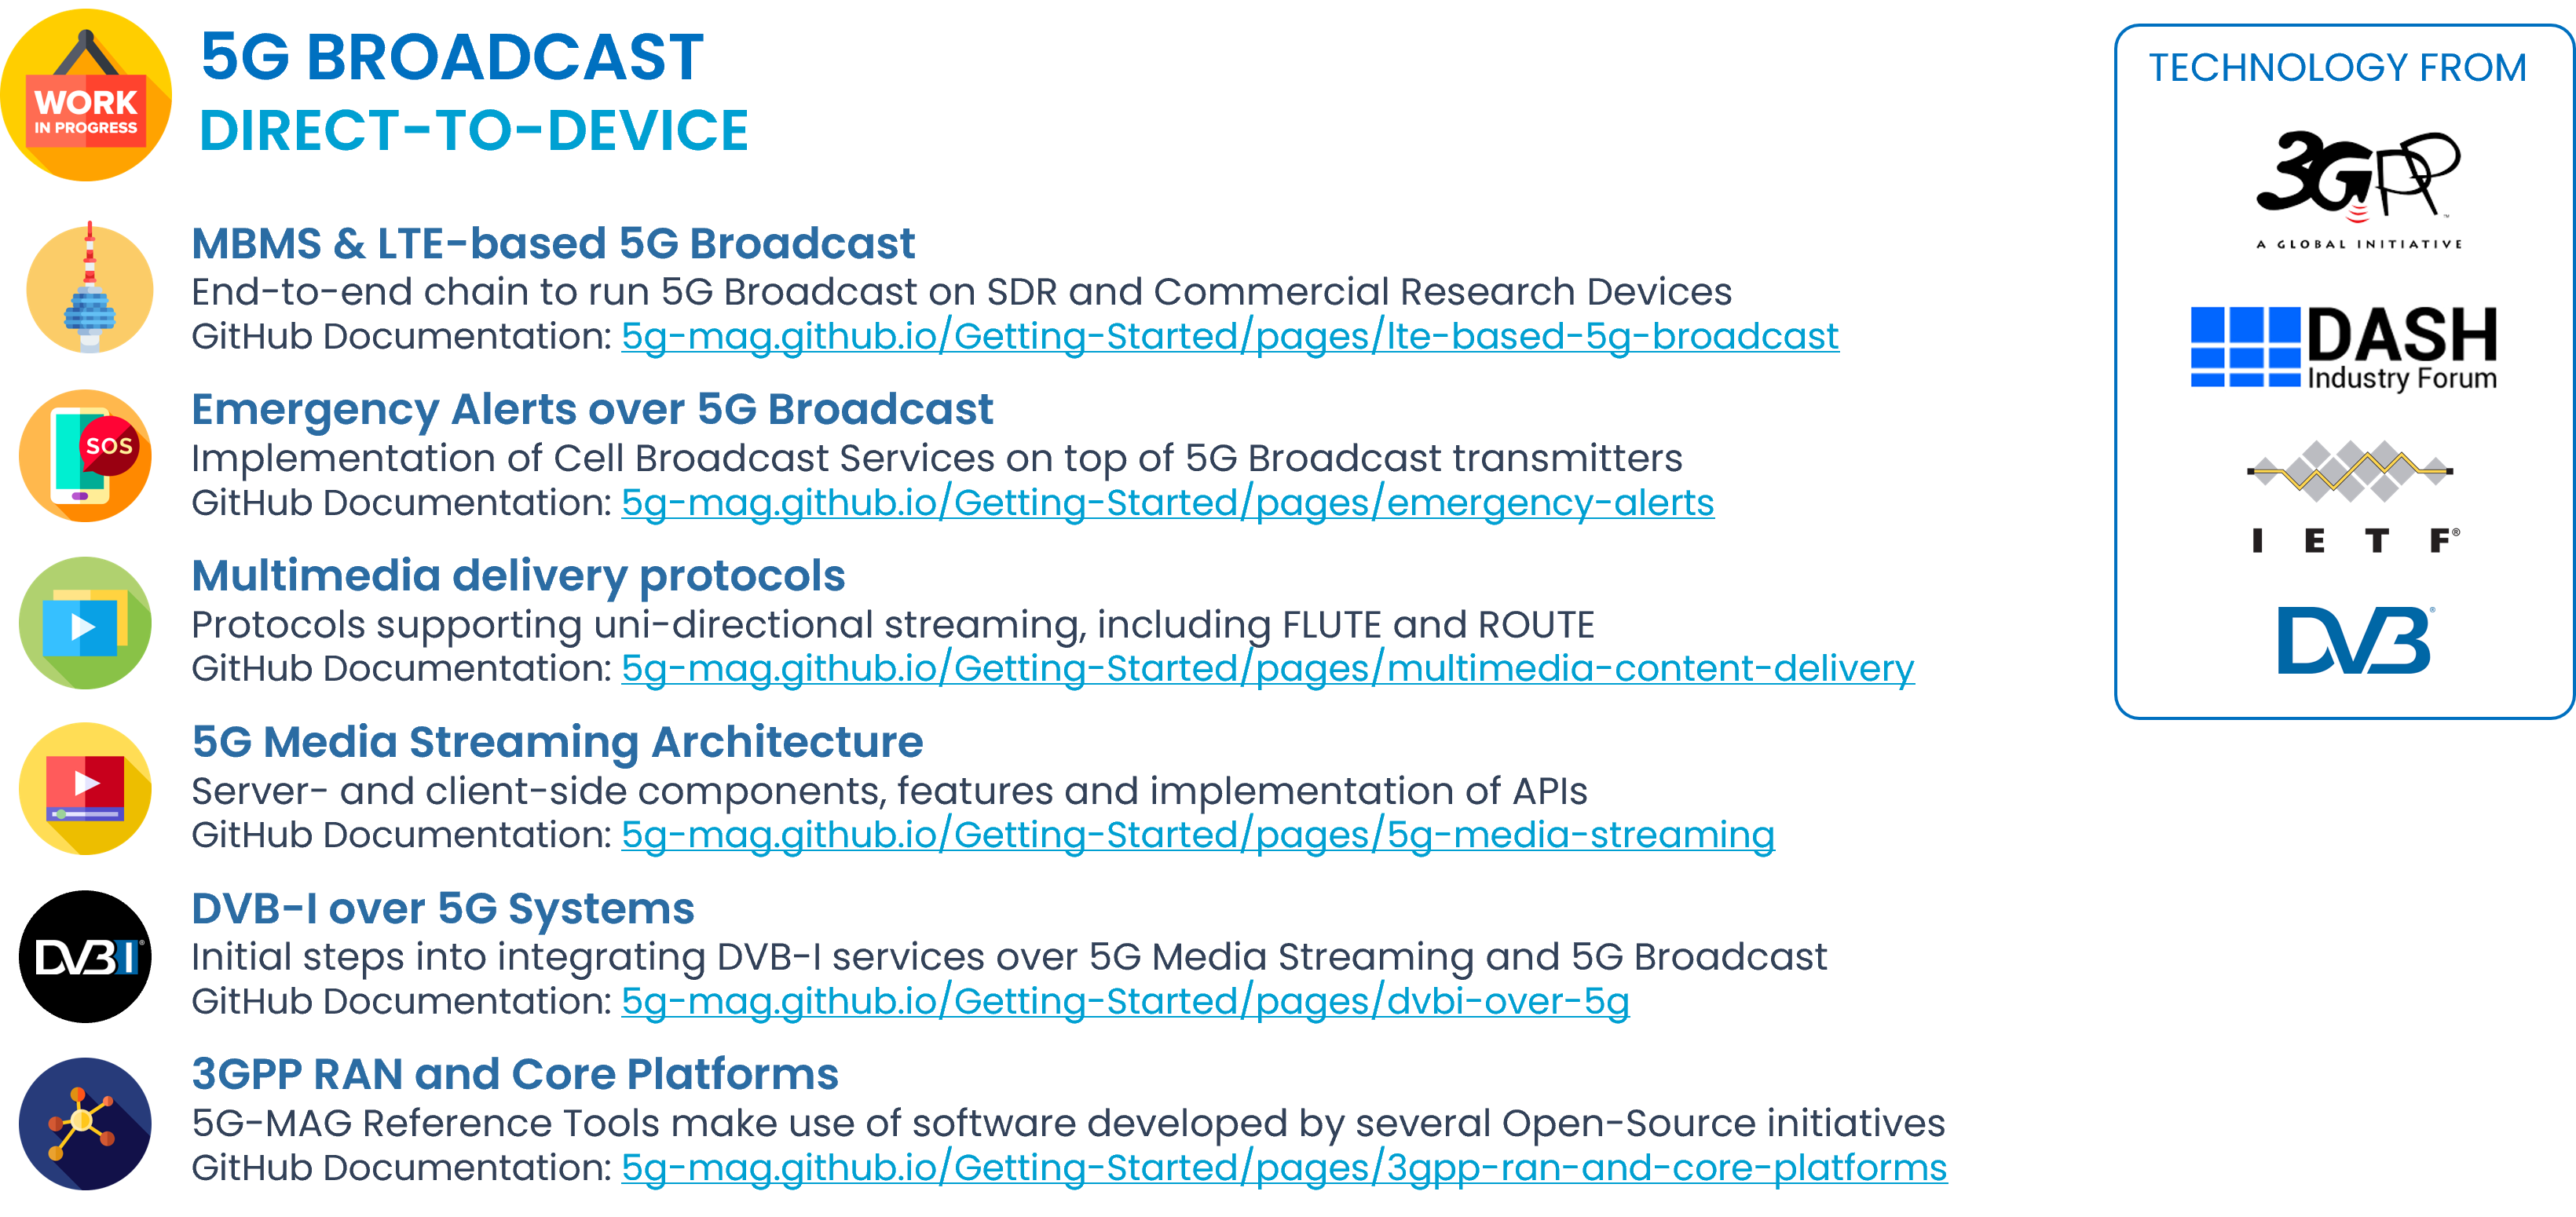 WORK
IN PROGRESS
5G BROADCAST
DIRECT-TO-DEVICE
MBMS & LTE-based 5G Broadcast
End-to-end chain to run 5G Broadcast on SDR and Commercial Research Devices
GitHub Documentation: 5g-mag.github.io/Getting-Started/pages/lte-based-5g-broadcast
SOS
Emergency Alerts over 5G Broadcast
Implementation of Cell Broadcast Services on top of 5G Broadcast transmitters
GitHub Documentation: 5g-mag.github.io/Getting-Started/pages/emergency-alerts
Multimedia delivery protocols
Protocols supporting uni-directional streaming, including FLUTE and ROUTE
GitHub Documentation: 5g-mag.github.io/Getting-Started/pages/multimedia-content-delivery
5G Media Streaming Architecture
Server- and client-side components, features and implementation of APIs
GitHub Documentation: 5g-mag.github.io/Getting-Started/pages/5g-media-streaming
DVB I®
DVB-I over 5G Systems
Initial steps into integrating DVB-I services over 5G Media Streaming and 5G Broadcast
GitHub Documentation: 5g-mag.github.io/Getting-Started/pages/dvbi-over-5g
3GPP RAN and Core Platforms
5G-MAG Reference Tools make use of software developed by several Open-Source initiatives
GitHub Documentation: 5g-mag.github.io/Getting-Started/pages/3gpp-ran-and-core-platforms
TECHNOLOGY FROM
3GPP™
A GLOBAL INITIATIVE
DASH
Industry Forum
I E T F®
DVB®